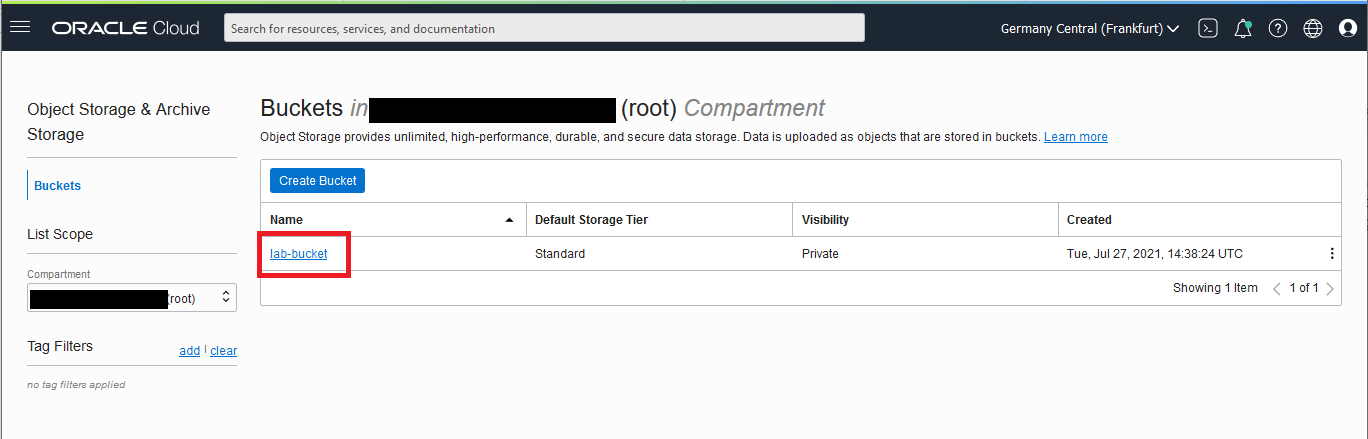 ORACLE Cloud
Search for resources, services, and documentation
Germany Central (Frankfurt)
Object Storage & Archive
Storage
Buckets
List Scope
Compartment
(root)
Tag Filters
add | clear
no tag filters applied
Buckets in (root) Compartment
Object Storage provides unlimited, high-performance, durable, and secure data storage. Data is uploaded as objects that are stored in buckets. Learn more
Create Bucket
Name Default Storage Tier Visibility Created
lab-bucket Standard Private Tue, Jul 27, 2021, 14:38:24 UTC
Showing 1 Item < 1 of 1 >